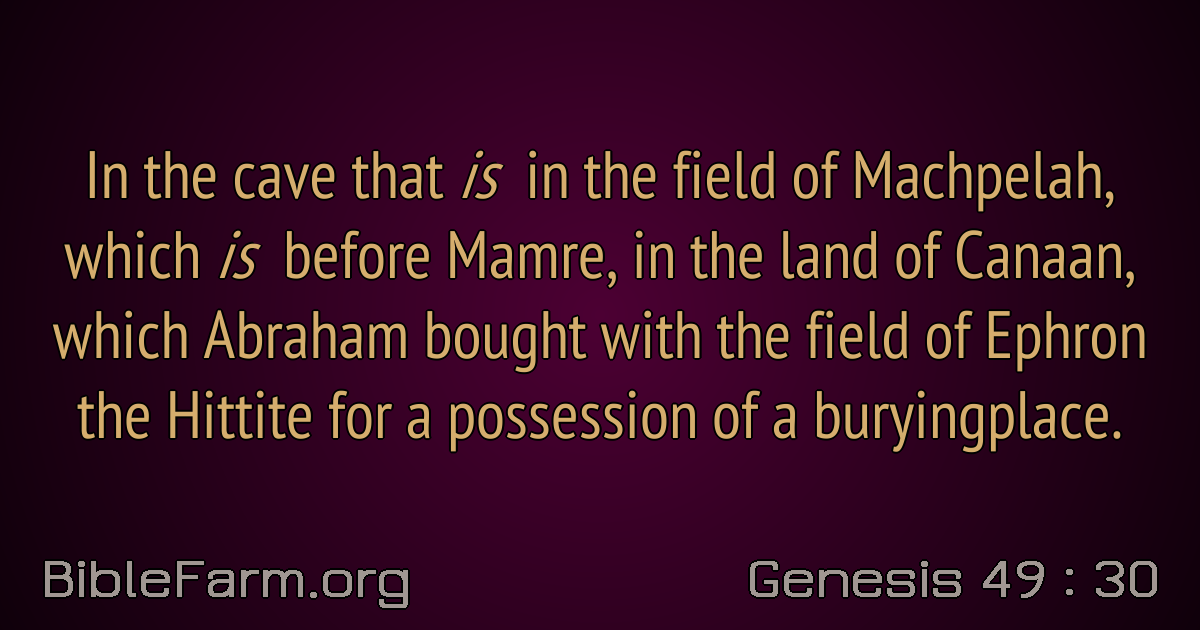 In the cave that is in the field of Machpelah,
which is before Mamre, in the land of Canaan,
which Abraham bought with the field of Ephron
the Hittite for a possession of a buryingplace.
BibleFarm.org
Genesis 49 : 30